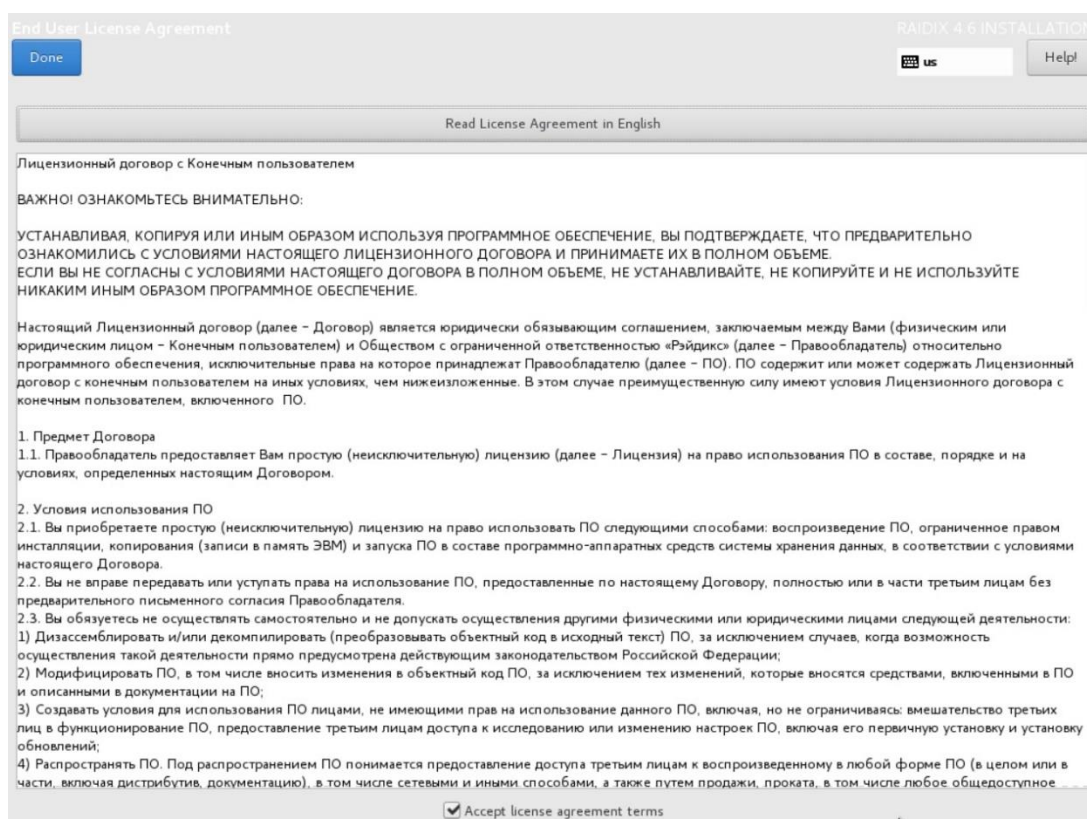 End User License Agreement
RAIDIX 4.6 INSTALLATION
Done
us
Help!
Read License Agreement in English
Лицензионный договор с Конечным пользователем
ВАЖНО! ОЗНАКОМЬТЕСЬ ВНИМАТЕЛЬНО:
УСТАНАВЛИВАЯ, КОПИРУЯ ИЛИ ИНЫМ ОБРАЗОМ ИСПОЛЬЗУЯ ПРОГРАММНОЕ ОБЕСПЕЧЕНИЕ, ВЫ ПОДТВЕРЖДАЕТЕ, ЧТО ПРЕДВАРИТЕЛЬНО
ОЗНАКОМИЛИСЬ С УСЛОВИЯМИ НАСТОЯЩЕГО ЛИЦЕНЗИОННОГО ДОГОВОРА И ПРИНИМАЕТЕ ИХ В ПОЛНОМ ОБЪЕМЕ.
ЕСЛИ ВЫ НЕ СОГЛАСНЫ С УСЛОВИЯМИ НАСТОЯЩЕГО ДОГОВОРА В ПОЛНОМ ОБЪЕМЕ, НЕ УСТАНАВЛИВАЙТЕ, НЕ КОПИРУЙТЕ И НЕ ИСПОЛЬЗУЙТЕ
НИКАКИМ ИНЫМ ОБРАЗОМ ПРОГРАММНОЕ ОБЕСПЕЧЕНИЕ.
Настоящий Лицензионный договор (далее – Договор) является юридически обязывающим соглашением, заключаемым между Вами (физическим или
юридическим лицом – Конечным пользователем) и Обществом с ограниченной ответственностью «Рэйдикс» (далее – Правообладатель) относительно
программного обеспечения, исключительные права на которое принадлежат Правообладателю (далее – ПО). ПО содержит или может содержать Лицензионный
договор с конечным пользователем на иных условиях, чем нижеизложенные. В этом случае преимущественную силу имеют условия Лицензионного договора с
конечным пользователем, включенного ПО.
1. Предмет Договора
1.1. Правообладатель предоставляет Вам простую (неисключительную) лицензию (далее – Лицензия) на право использования ПО в составе, порядке и на
условиях, определенных настоящим Договором.
2. Условия использования ПО
2.1. Вы приобретаете простую (неисключительную) лицензию на право использовать ПО следующими способами: воспроизведение ПО, ограниченное правом
инсталляции, копирования (записи в память ЭВМ) и запуска ПО в составе программно-аппаратных средств системы хранения данных, в соответствии с условиями
настоящего Договора.
2.2. Вы не вправе передавать или уступать права на использование ПО, предоставленные по настоящему Договору, полностью или в части третьим лицам без
предварительного письменного согласия Правообладателя.
2.3. Вы обязуетесь не осуществлять самостоятельно и не допускать осуществления другими физическими или юридическими лицами следующей деятельности:
1) Дизассемблировать и/или декомпилировать (преобразовывать объектный код в исходный текст) ПО, за исключением случаев, когда возможность
осуществления такой деятельности прямо предусмотрена действующим законодательством Российской Федерации;
2) Модифицировать ПО, в том числе вносить изменения в объектный код ПО, за исключением тех изменений, которые вносятся средствами, включенными в ПО
и описанными в документации на ПО;
3) Создавать условия для использования ПО лицами, не имеющими прав на использование данного ПО, включая, но не ограничиваясь: вмешательство третьих
лиц в функционирование ПО, предоставление третьим лицам доступа к исследованию или изменению настроек ПО, включая его первичную установку и установку
обновлений;
4) Распространять ПО. Под распространением ПО понимается предоставление доступа третьим лицам к воспроизведенному в любой форме ПО (в целом или в
части, включая дистрибутив, документацию), в том числе сетевыми и иными способами, а также путем продажи, проката, в том числе любое общедоступное
Accept license agreement terms